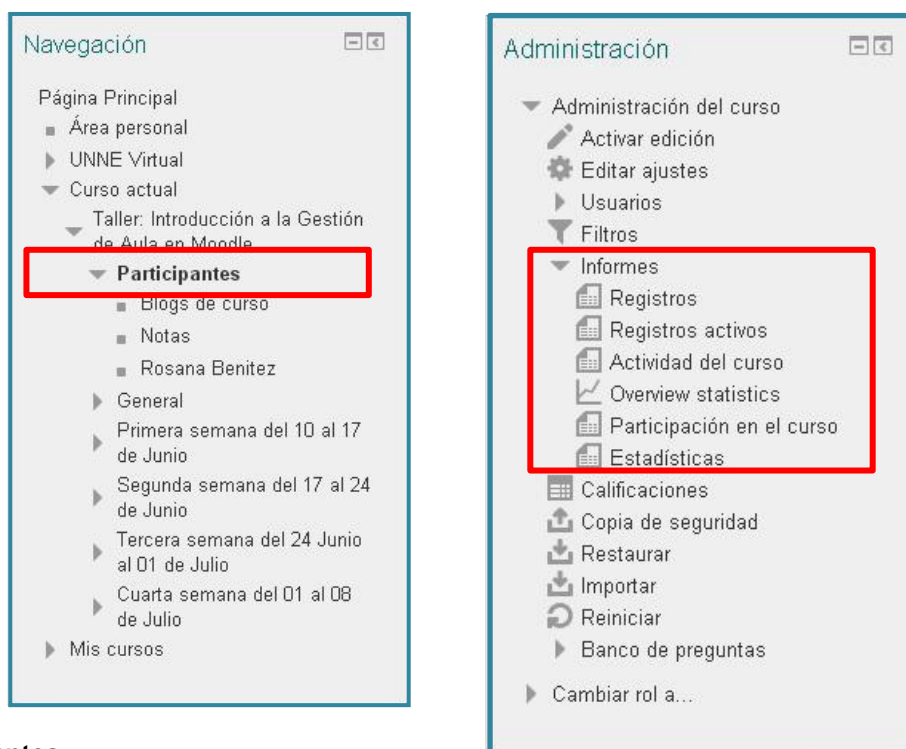 Navegación
Página Principal
Área personal
UNNE Virtual
Curso actual
Taller: Introducción a la Gestión
de Aula en Moodle
Participantes
Blogs de curso
Notas
Rosana Benitez
General
Primera semana del 10 al 17
de Junio
Segunda semana del 17 al 24
de Junio
Tercera semana del 24 Junio
al 01 de Julio
Cuarta semana del 01 al 08
de Julio
Mis cursos
Administración
Administración del curso
Activar edición
Editar ajustes
Usuarios
Filtros
Informes
Registros
Registros activos
Actividad del curso
Overview statistics
Participación en el curso
Estadísticas
Calificaciones
Copia de seguridad
Restaurar
Importar
Reiniciar
Banco de preguntas
Cambiar rol a...